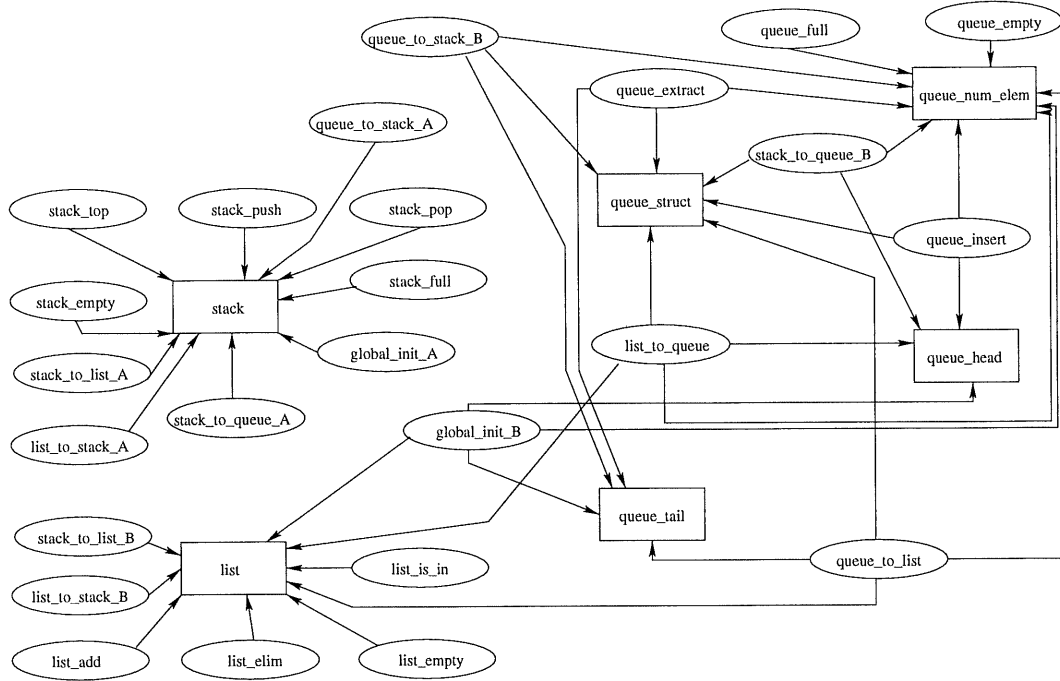 queue_empty
queue_full
queue_to_stack_B
queue_extract
queue_num_elem
queue_to_stack_A
stack_to_queue_B
stack_top
stack_push
stack_pop
queue_struct
queue_insert
stack_full
stack_empty
stack
list_to_queue
global_init_A
queue_head
stack_to_list_A
stack_to_queue_A
global_init_B
list_to_stack_A
queue_tail
stack_to_list_B
queue_to_list
list
list_is_in
list_to_stack_B
list_add
list_elim
list_empty